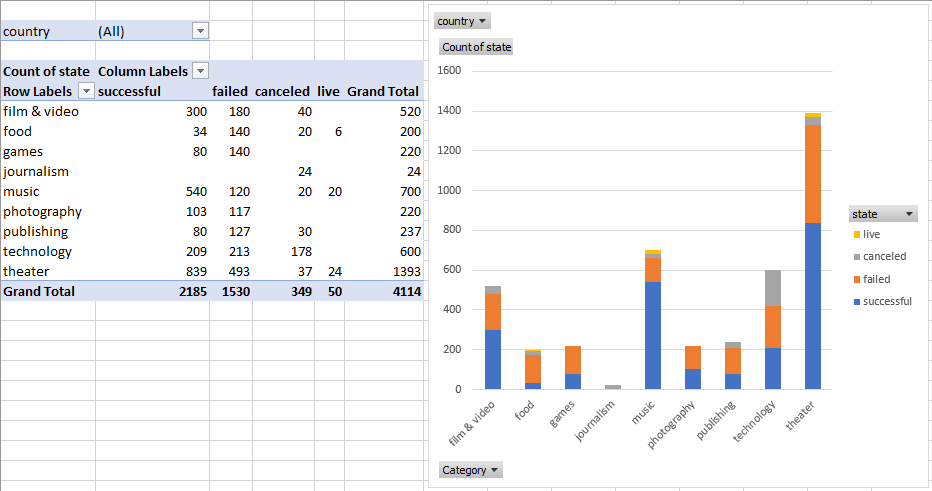 country (All)
Count of state Column Labels
Row Labels successful failed canceled live Grand Total
film & video 300 180 40 520
food 34 140 20 6 200
games 80 140 220
journalism 24 24
music 540 120 20 20 700
photography 103 117 220
publishing 80 127 30 237
technology 209 213 178 600
theater 839 493 37 24 1393
Grand Total 2185 1530 349 50 4114
country
Count of state
1600
1400
1200
1000
800
600
400
200
0
film & video
food
games
journalism
music
photography
publishing
technology
theater
state
live
canceled
failed
successful
Category